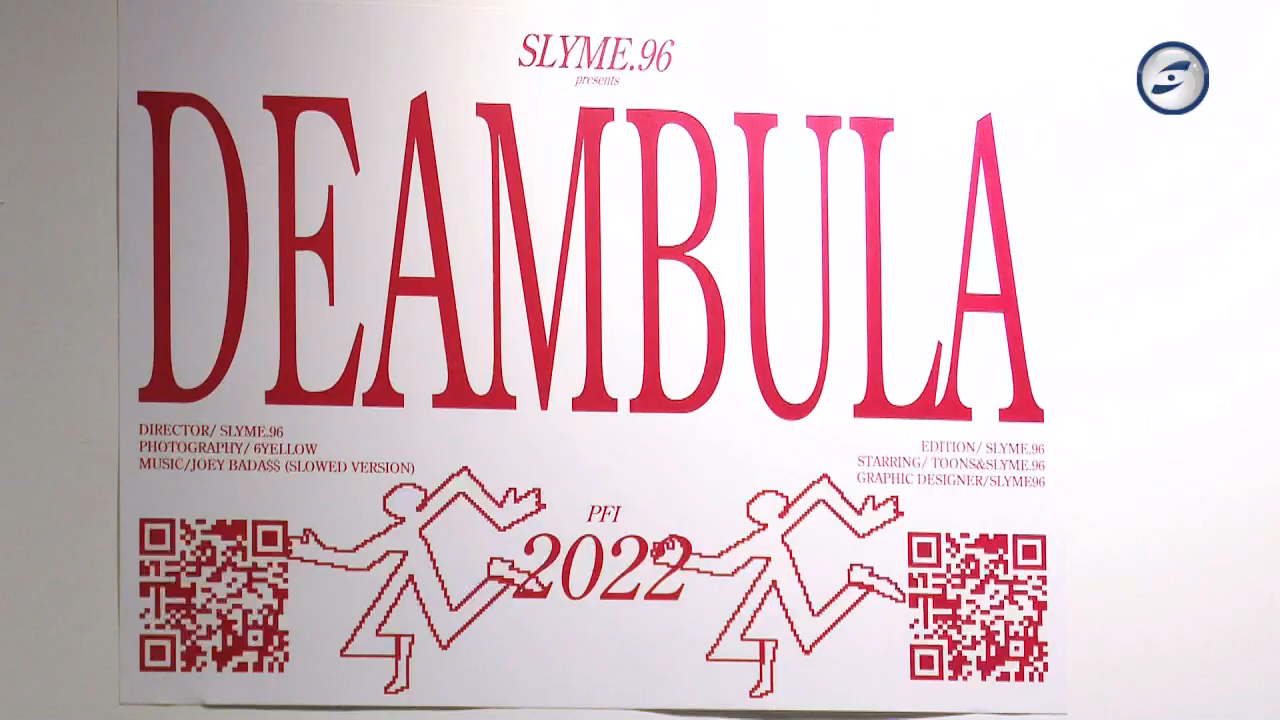 SLYME.96
presents
DEAMBULA
DIRECTOR/ SLYME.96
PHOTOGRAPHY/ 6YELLOW
MUSIC/JOEY BADA$$ (SLOWED VERSION)
EDITION/ SLYME.96
STARRING/ TOONS&SLYME.96
GRAPHIC DESIGNER/SLYME96
PFI
2022